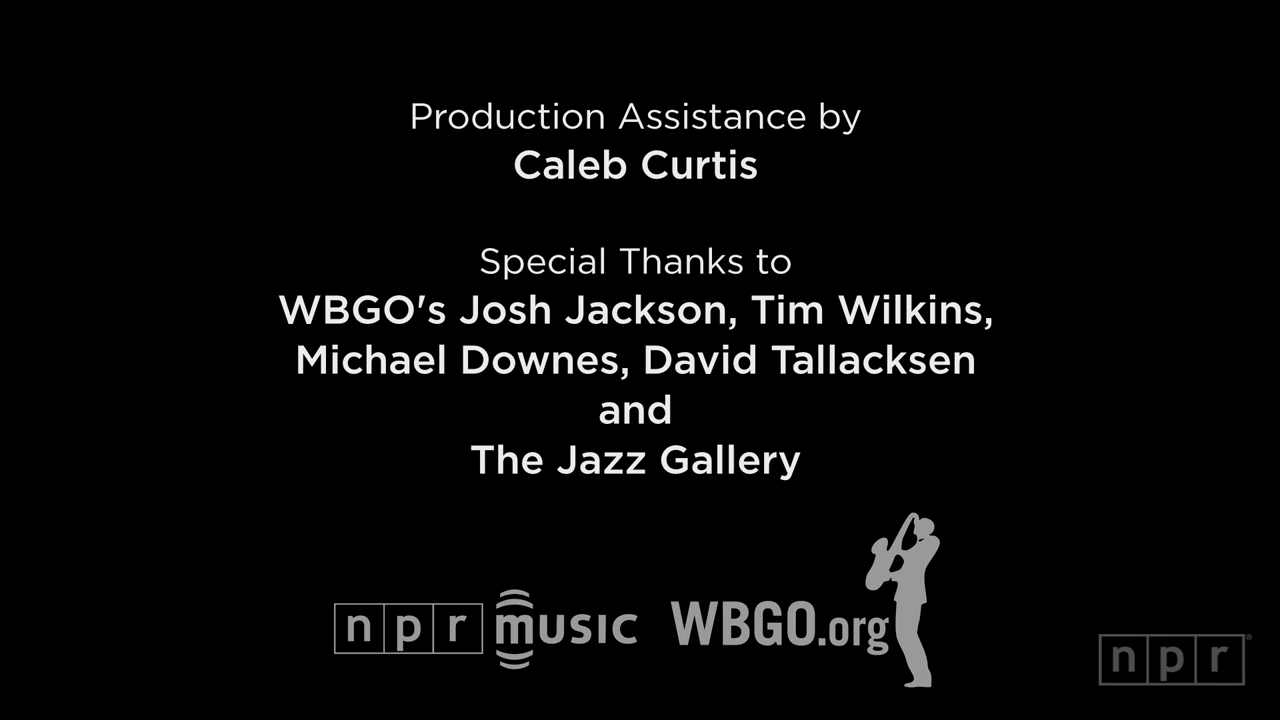 Production Assistance by
Caleb Curtis
Special Thanks to
WBGO's Josh Jackson, Tim Wilkins,
Michael Downes, David Tallacksen
and
The Jazz Gallery
npr music WBGO.org
npr®